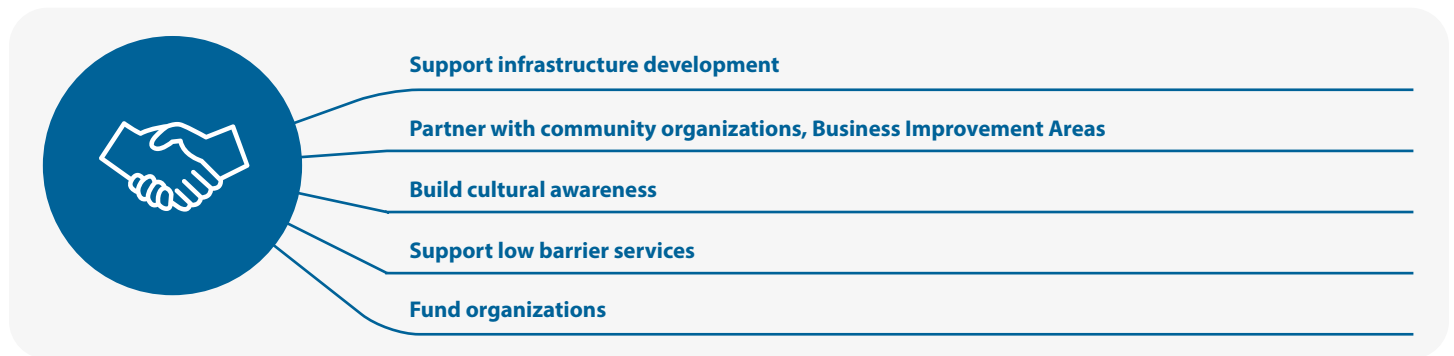 Support infrastructure development
Partner with community organizations, Business Improvement Areas
Build cultural awareness
Support low barrier services
Fund organizations